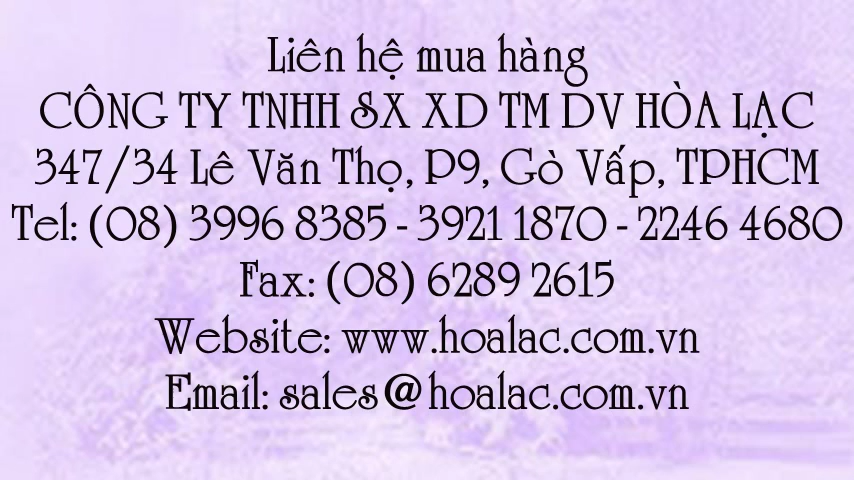 Liên hệ mua hàng
CÔNG TY TNHH SX XD TM DV HÒA LẠC
347/34 Lê Văn Thọ, P9, Gò Vấp, TPHCM
Tel: (08) 3996 8385 - 3921 1870 - 2246 4680
Fax: (08) 6289 2615
Website: www.hoalac.com.vn
Email: sales@hoalac.com.vn